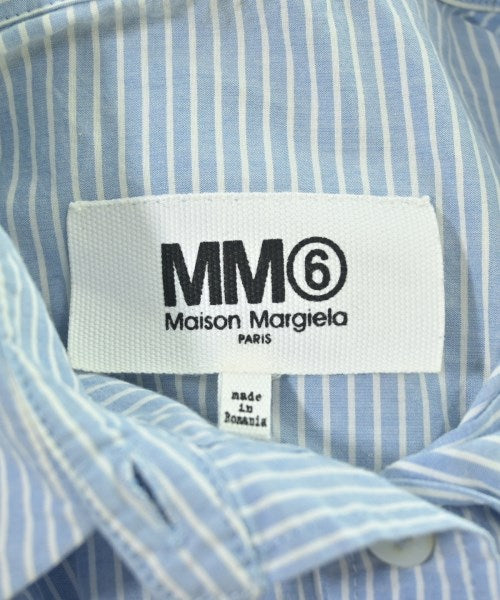 MM⑥
Maison Margiela
PARIS
made
in
Romania